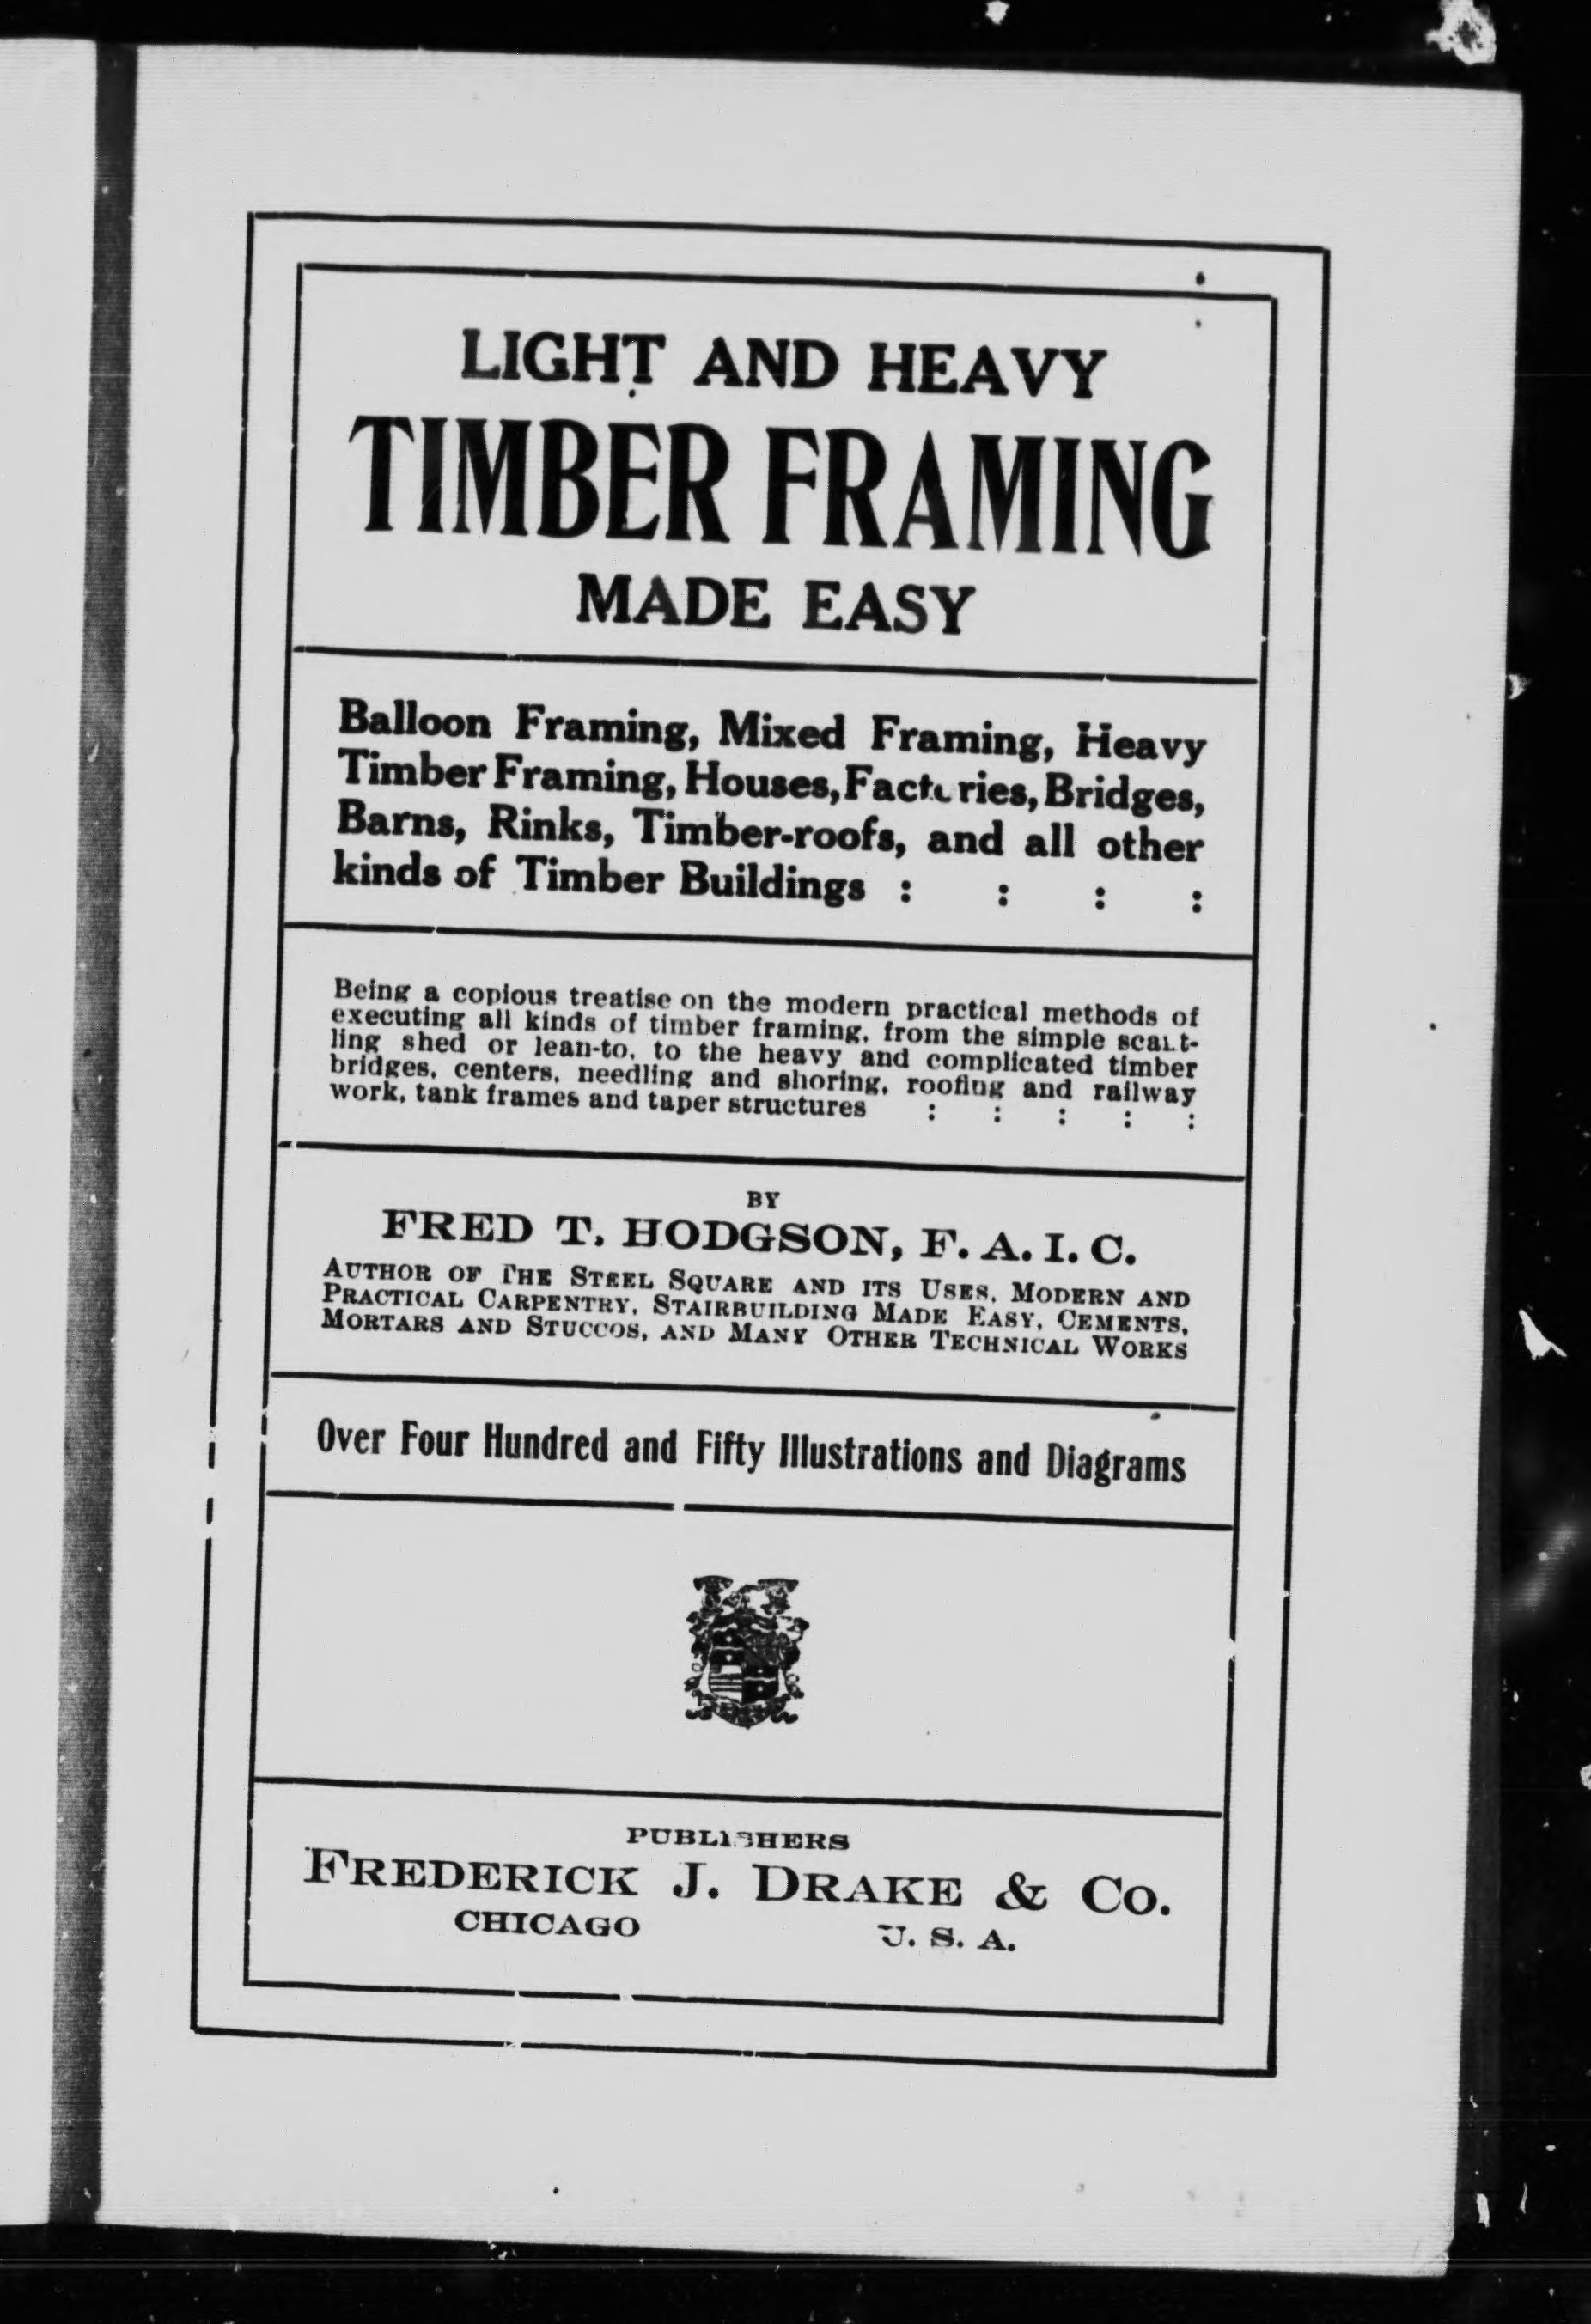 LIGHT AND HEAVY
TIMBER FRAMING
MADE EASY
Balloon Framing, Mixed Framing, Heavy
Timber Framing, Houses, Factories, Bridges,
Barns, Rinks, Timber-roofs, and all other
kinds of Timber Buildings : : : :
Being a copious treatise on the modern practical methods of
executing all kinds of timber framing, from the simple scant-
ling shed or lean-to, to the heavy and complicated timber
bridges, centers, needling and shoring, roofing and railway
work, tank frames and taper structures : : : : :
BY
FRED T. HODGSON, F. A. I. C.
AUTHOR OF THE STEEL SQUARE AND ITS USES, MODERN AND
PRACTICAL CARPENTRY, STAIRBUILDING MADE EASY, CEMENTS,
MORTARS AND STUCCOS, AND MANY OTHER TECHNICAL WORKS
Over Four Hundred and Fifty Illustrations and Diagrams
PUBLISHERS
FREDERICK J. DRAKE & CO.
CHICAGO U. S. A.